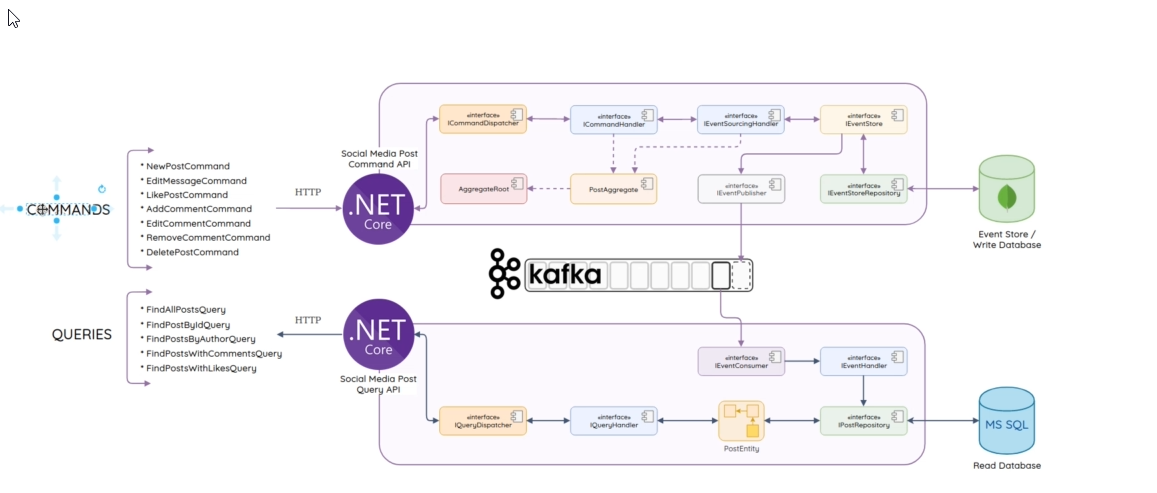 Social Media Post
Command API
«interface»
ICommandDispatcher
«interface»
ICommandHandler
«interface»
IEventSourcingHandler
«interface»
IEventStore
COMMANDS
* NewPostCommand
* EditMessageCommand
* LikePostCommand
* AddCommentCommand
* EditCommentCommand
* RemoveCommentCommand
* DeletePostCommand
HTTP
.NET
Core
AggregateRoot
PostAggregate
«interface»
IEventPublisher
«interface»
IEventStoreRepository
Event Store /
Write Database
kafka
QUERIES
* FindAllPostsQuery
* FindPostByIdQuery
* FindPostsByAuthorQuery
* FindPostsWithCommentsQuery
* FindPostsWithLikesQuery
HTTP
.NET
Core
Social Media Post
Query API
«interface»
IEventConsumer
«interface»
IEventHandler
«interface»
IQueryDispatcher
«interface»
IQueryHandler
PostEntity
«interface»
IPostRepository
MS SQL
Read Database